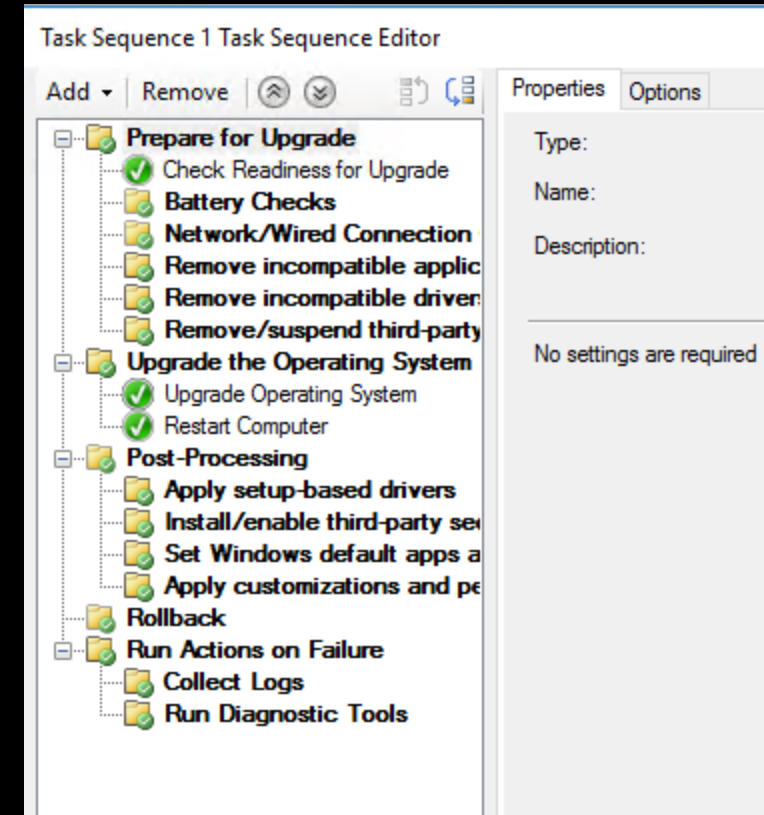 Task Sequence 1 Task Sequence Editor
Add Remove
Properties Options
Prepare for Upgrade
Check Readiness for Upgrade
Battery Checks
Network/Wired Connection
Remove incompatible applic
Remove incompatible driver
Remove/suspend third-party
Upgrade the Operating System
Upgrade Operating System
Restart Computer
Post-Processing
Apply setup-based drivers
Install/enable third-party sec
Set Windows default apps a
Apply customizations and pe
Rollback
Run Actions on Failure
Collect Logs
Run Diagnostic Tools
Type:
Name:
Description:
No settings are required